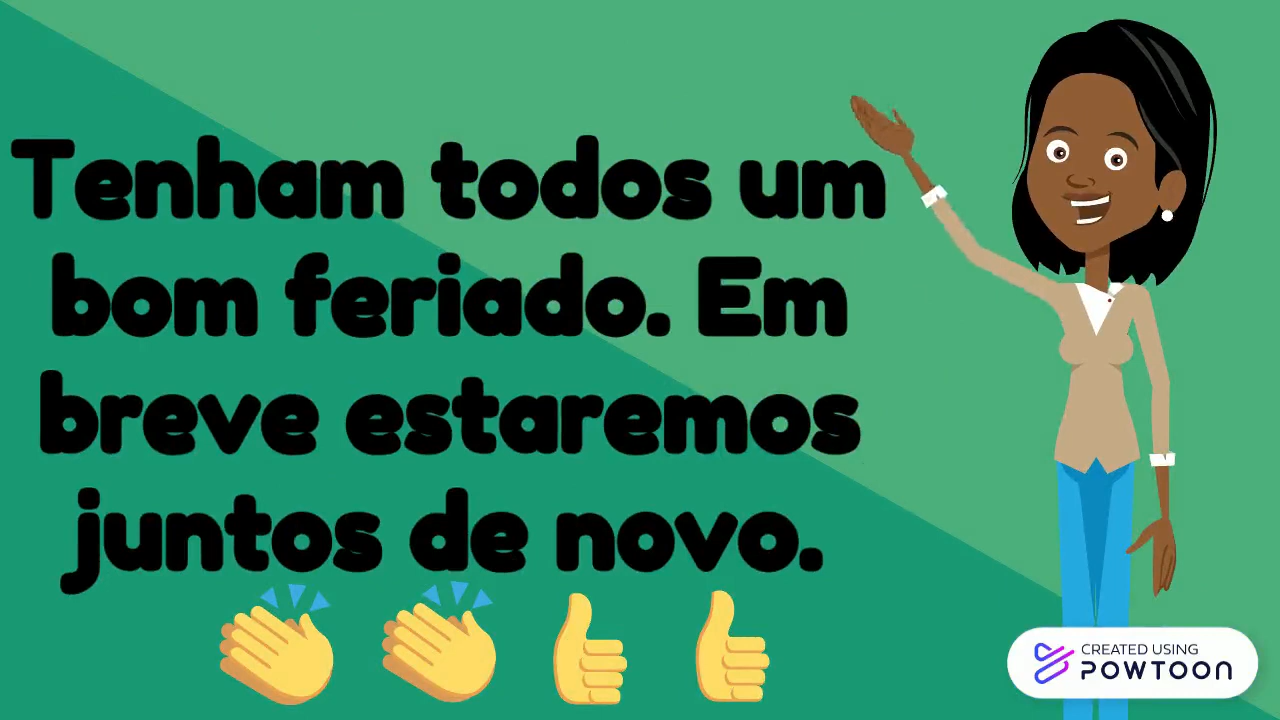 Tenham todos um
bom feriado. Em
breve estaremos
juntos de novo.
CREATED USING
POWTOON